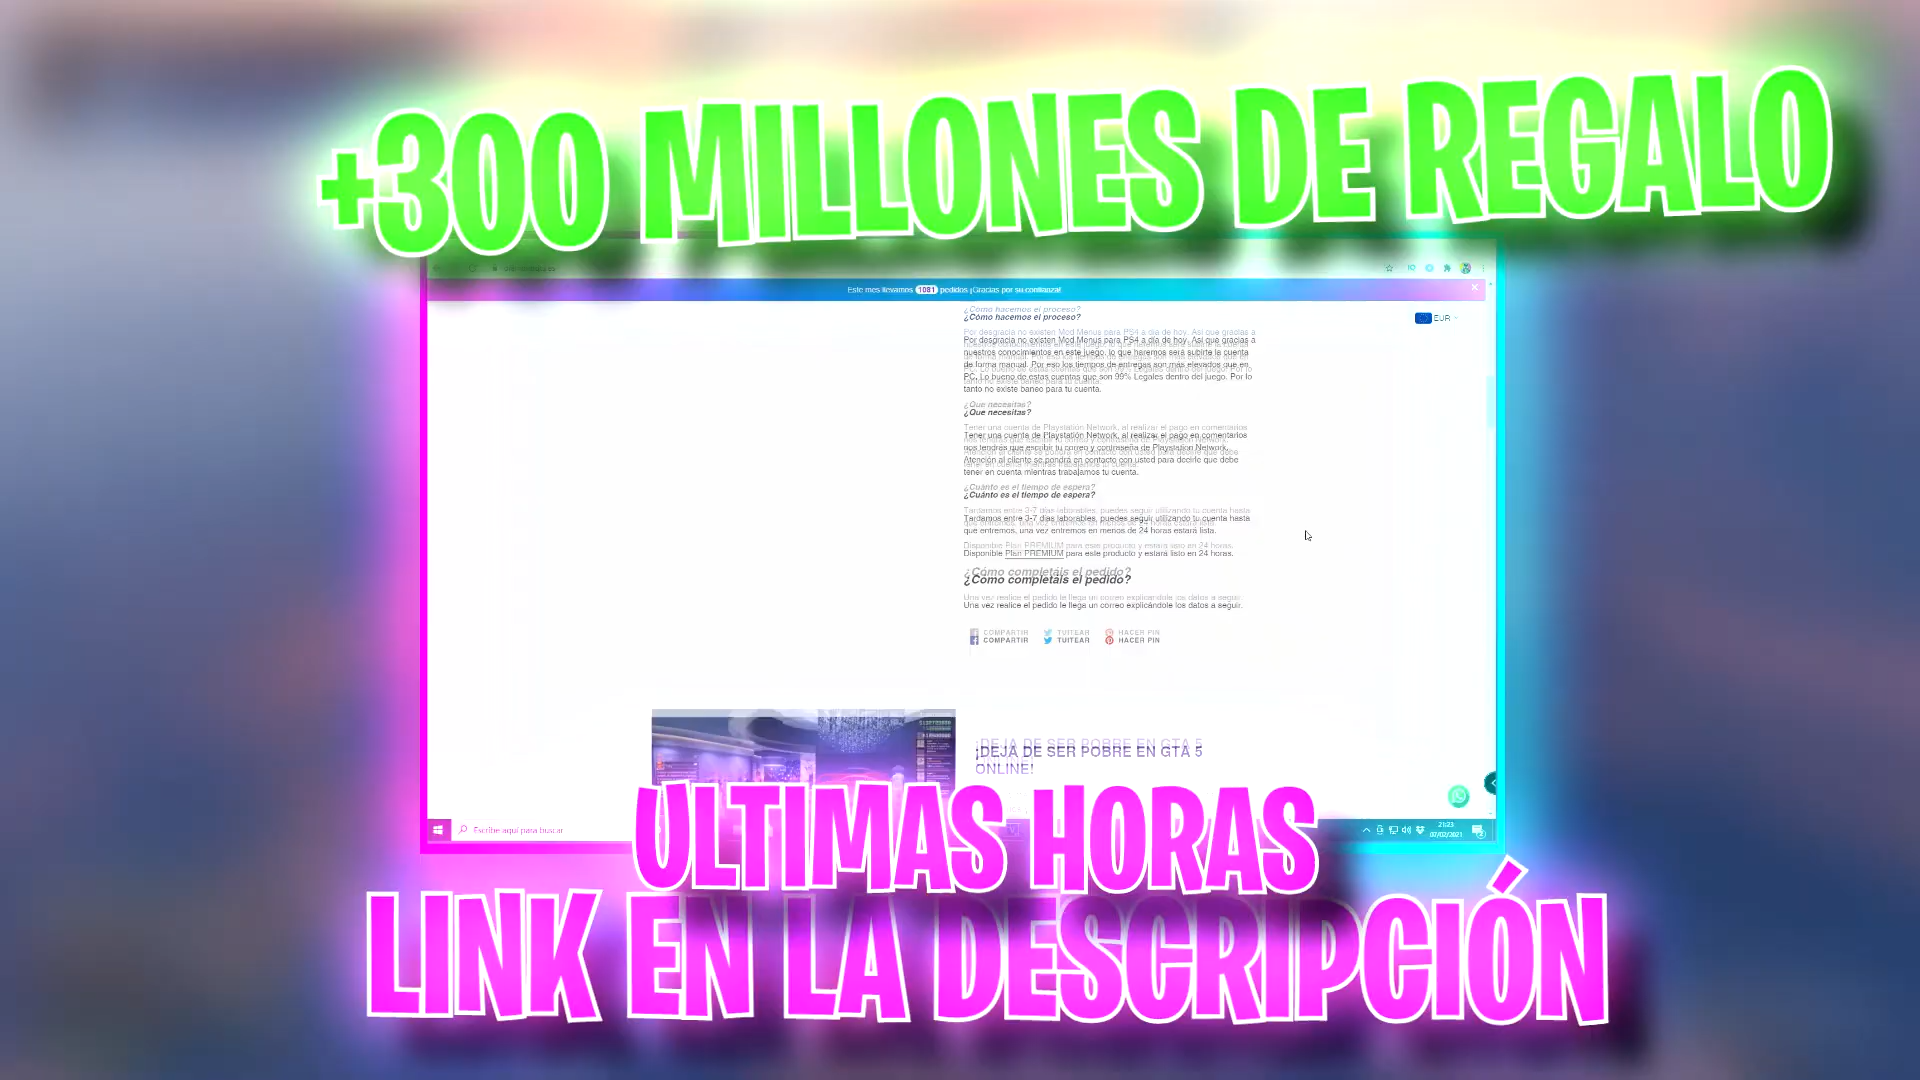 +300 MILLONES DE REGALO
Este mes llevamos 1081 pedidos ¡Gracias por su confianza!
EUR
¿Cómo hacemos el proceso?
Por desgracia no existen Mod Menus para PS4 a día de hoy. Así que gracias a
nuestros conocimientos en este juego, lo que haremos será subirte la cuenta
de forma manual. Por eso los tiempos de entregas son más elevados que en
PC. Lo bueno de estas cuentas que son 99% Legales dentro del juego. Por lo
tanto no existe baneo para tu cuenta.
¿Que necesitas?
Tener una cuenta de Playstation Network, al realizar el pago en comentarios
nos tendrás que escribir tu correo y contraseña de Playstation Network.
Atención al cliente se pondrá en contacto con usted para decirle que debe
tener en cuenta mientras trabajamos tu cuenta.
¿Cuánto es el tiempo de espera?
Tardamos entre 3-7 días laborables, puedes seguir utilizando tu cuenta hasta
que entremos, una vez entremos en menos de 24 horas estará lista.
Disponible Plan PREMIUM para este producto y estará listo en 24 horas.
¿Cómo completáis el pedido?
Una vez realice el pedido le llega un correo explicándole los datos a seguir.
COMPARTIR TUITEAR HACER PIN
¡DEJA DE SER POBRE EN GTA 5
ONLINE!
Escribe aquí para buscar
21:23
07/02/2021
ULTIMAS HORAS
LINK EN LA DESCRIPCIÓN